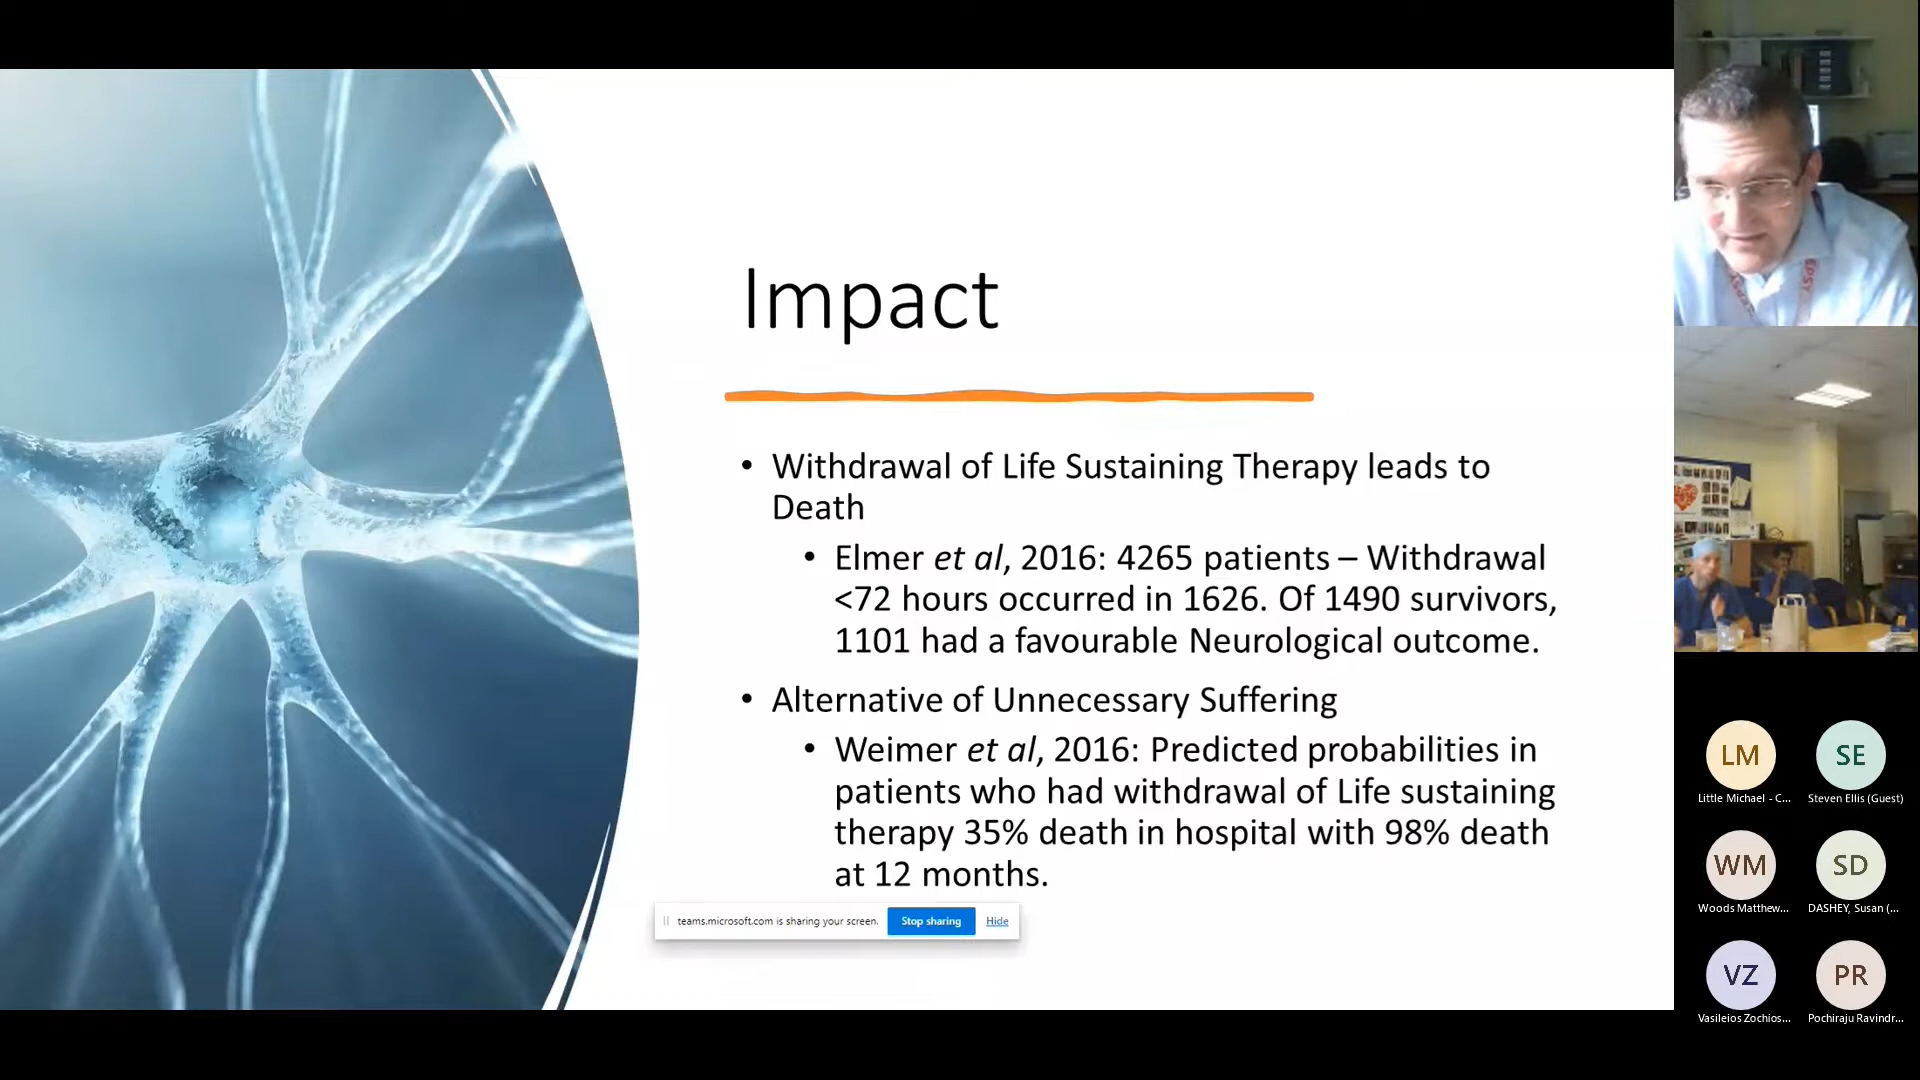 Impact
• Withdrawal of Life Sustaining Therapy leads to
Death
• Elmer et al, 2016: 4265 patients – Withdrawal
<72 hours occurred in 1626. Of 1490 survivors,
1101 had a favourable Neurological outcome.
• Alternative of Unnecessary Suffering
• Weimer et al, 2016: Predicted probabilities in
patients who had withdrawal of Life sustaining
therapy 35% death in hospital with 98% death
at 12 months.
teams.microsoft.com is sharing your screen. Stop sharing Hide
EPSY
LM SE
Little Michael - C... Steven Ellis (Guest)
WM SD
Woods Matthew... DASHEY, Susan (...
VZ PR
Vasileios Zochios... Pochiraju Ravindr...